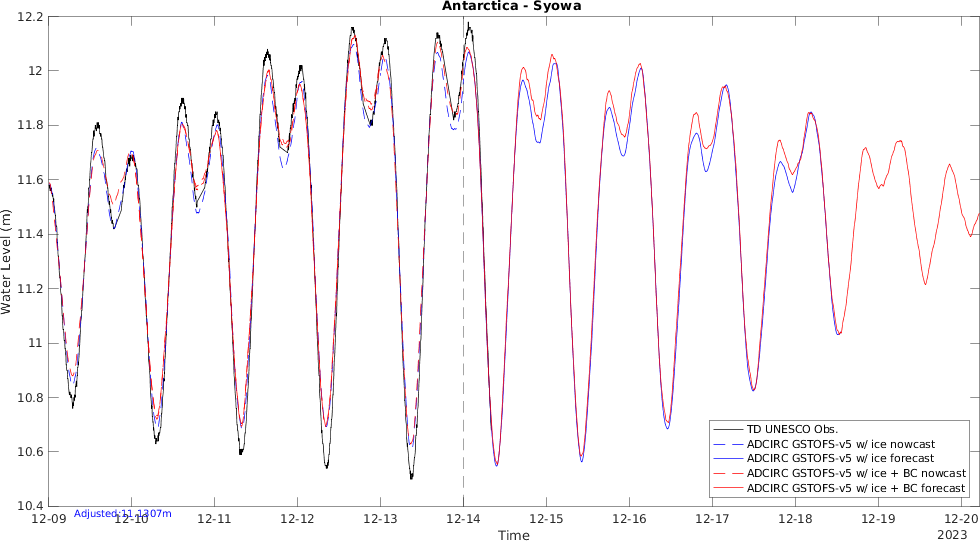 Antarctica - Syowa
12.2
12
11.8
11.6
11.4
11.2
11
10.8
10.6
10.4
Water Level (m)
TD UNESCO Obs.
ADCIRC GSTOFS-v5 w/ ice nowcast
ADCIRC GSTOFS-v5 w/ ice forecast
ADCIRC GSTOFS-v5 w/ ice + BC nowcast
ADCIRC GSTOFS-v5 w/ ice + BC forecast
Adjusted:11.1307m
12-09 12-10 12-11 12-12 12-13 12-14 12-15 12-16 12-17 12-18 12-19 12-20
Time
2023